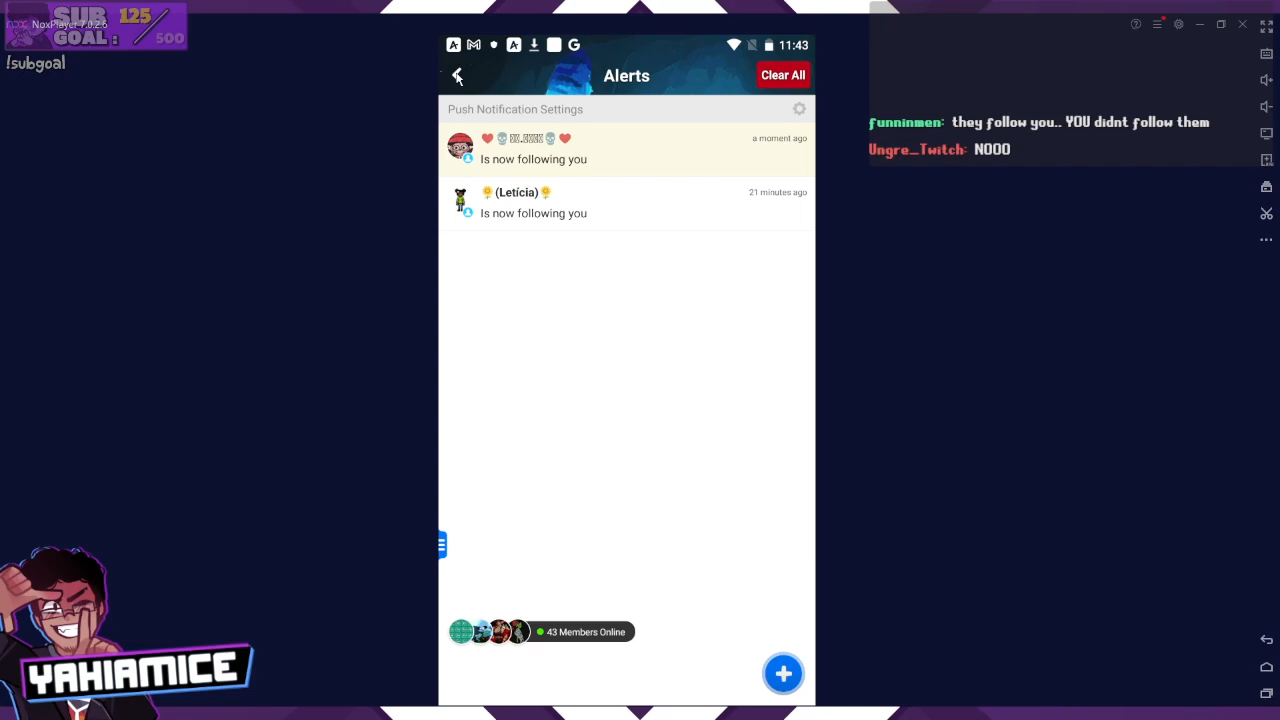 NoxPlayer 7.0.2.6
SUB 125
GOAL : 500
!subgoal
11:43
Alerts
Clear All
Push Notification Settings
a moment ago
Is now following you
🌻(Letícia)🌻
21 minutes ago
Is now following you
43 Members Online
funninmen: they follow you.. YOU didnt follow them
Ungre_Twitch: NOOO
YAHIAMICE